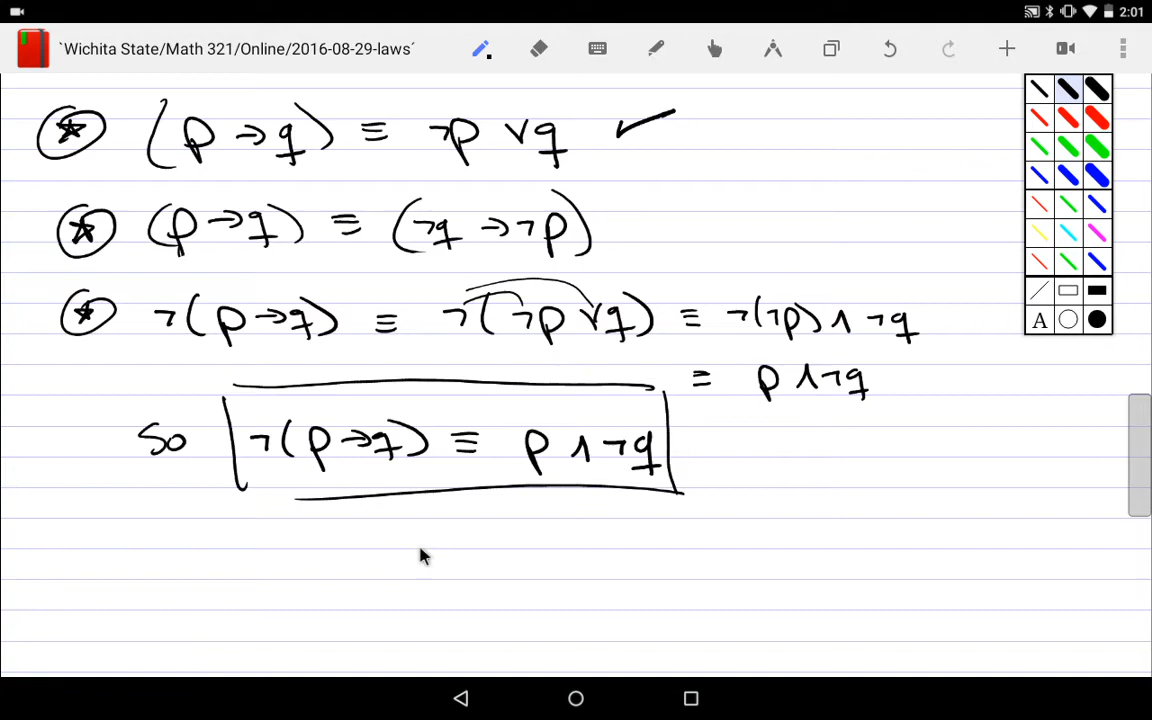 2:01
`Wichita State/Math 321/Online/2016-08-29-laws´
(p → q) ≡ ¬p ∨ q ✓
(p → q) ≡ (¬q → ¬p)
¬(p → q) ≡ ¬(¬p ∨ q) ≡ ¬(¬p) ∧ ¬q
≡ p ∧ ¬q
So ¬(p → q) ≡ p ∧ ¬q
A